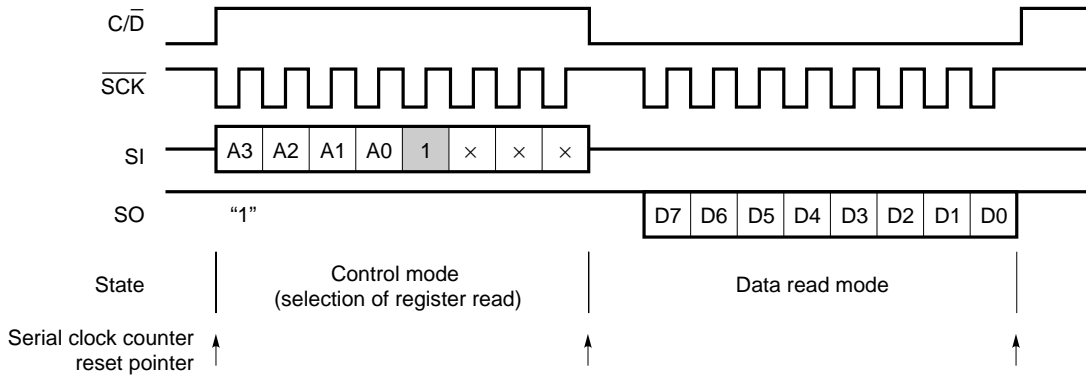 C/D̅
S̅C̅K̅
SI A3 A2 A1 A0 1 × × ×
SO “1” D7 D6 D5 D4 D3 D2 D1 D0
State Control mode
(selection of register read) Data read mode
Serial clock counter
reset pointer